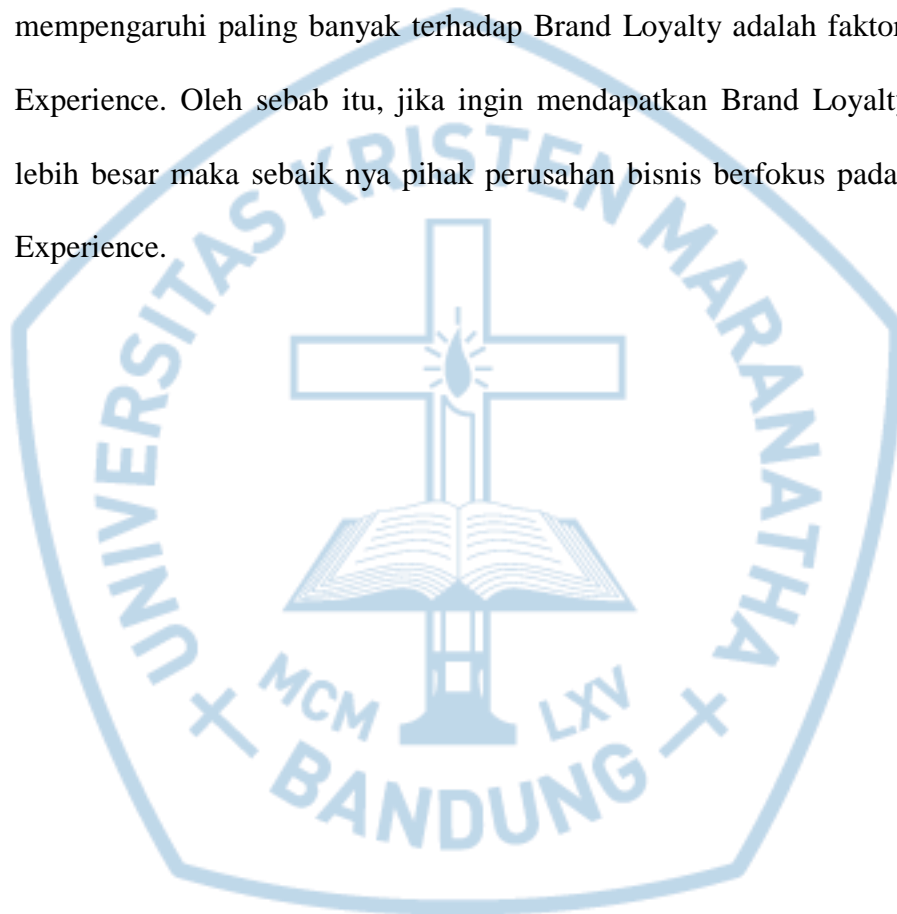 mempengaruhi paling banyak terhadap Brand Loyalty adalah faktor
Experience. Oleh sebab itu, jika ingin mendapatkan Brand Loyalty
lebih besar maka sebaik nya pihak perusahan bisnis berfokus pada
Experience.
UNIVERSITAS KRISTEN MARANATHA
MCM LXV
BANDUNG